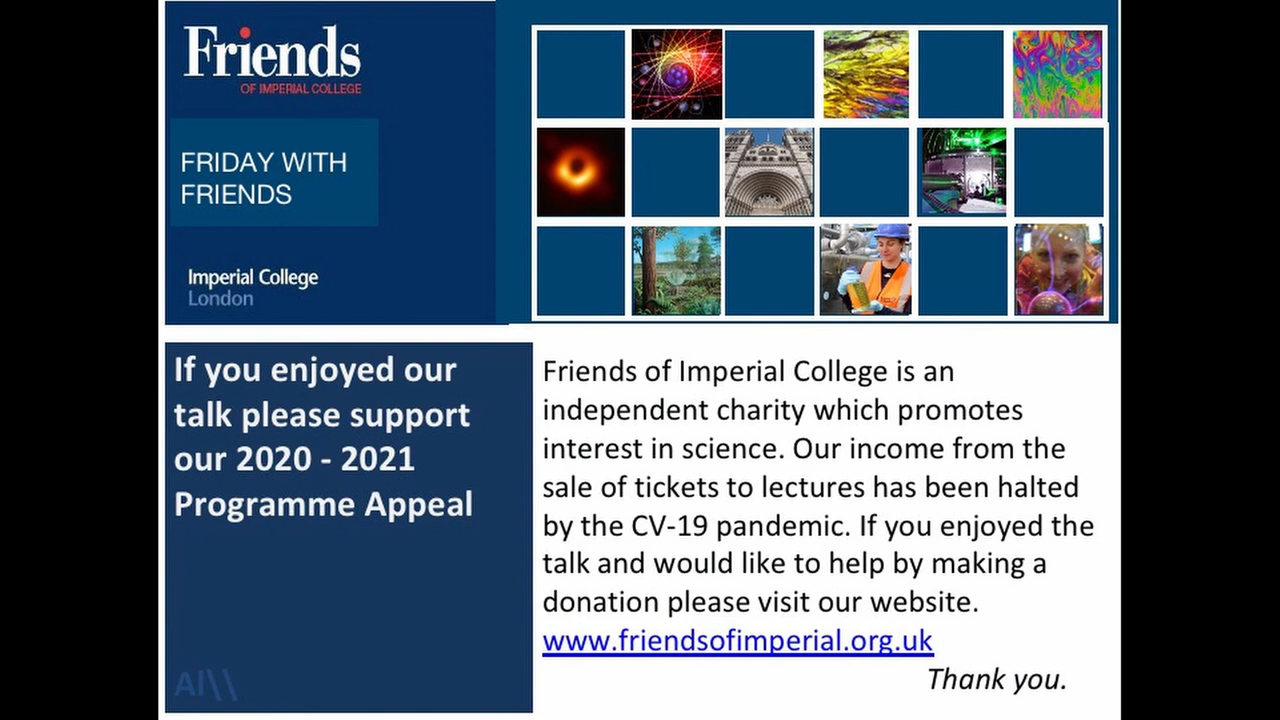 Friends
OF IMPERIAL COLLEGE
FRIDAY WITH
FRIENDS
Imperial College
London
If you enjoyed our
talk please support
our 2020 - 2021
Programme Appeal
Friends of Imperial College is an
independent charity which promotes
interest in science. Our income from the
sale of tickets to lectures has been halted
by the CV-19 pandemic. If you enjoyed the
talk and would like to help by making a
donation please visit our website.
www.friendsofimperial.org.uk
Thank you.
AI\\